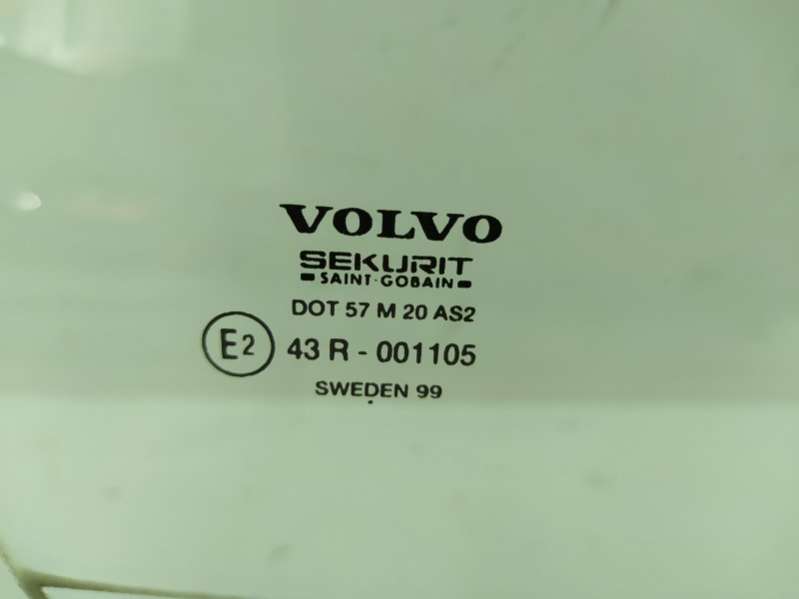 VOLVO
SEKURIT
SAINT-GOBAIN
DOT 57 M 20 AS2
E2 43 R - 001105
SWEDEN 99